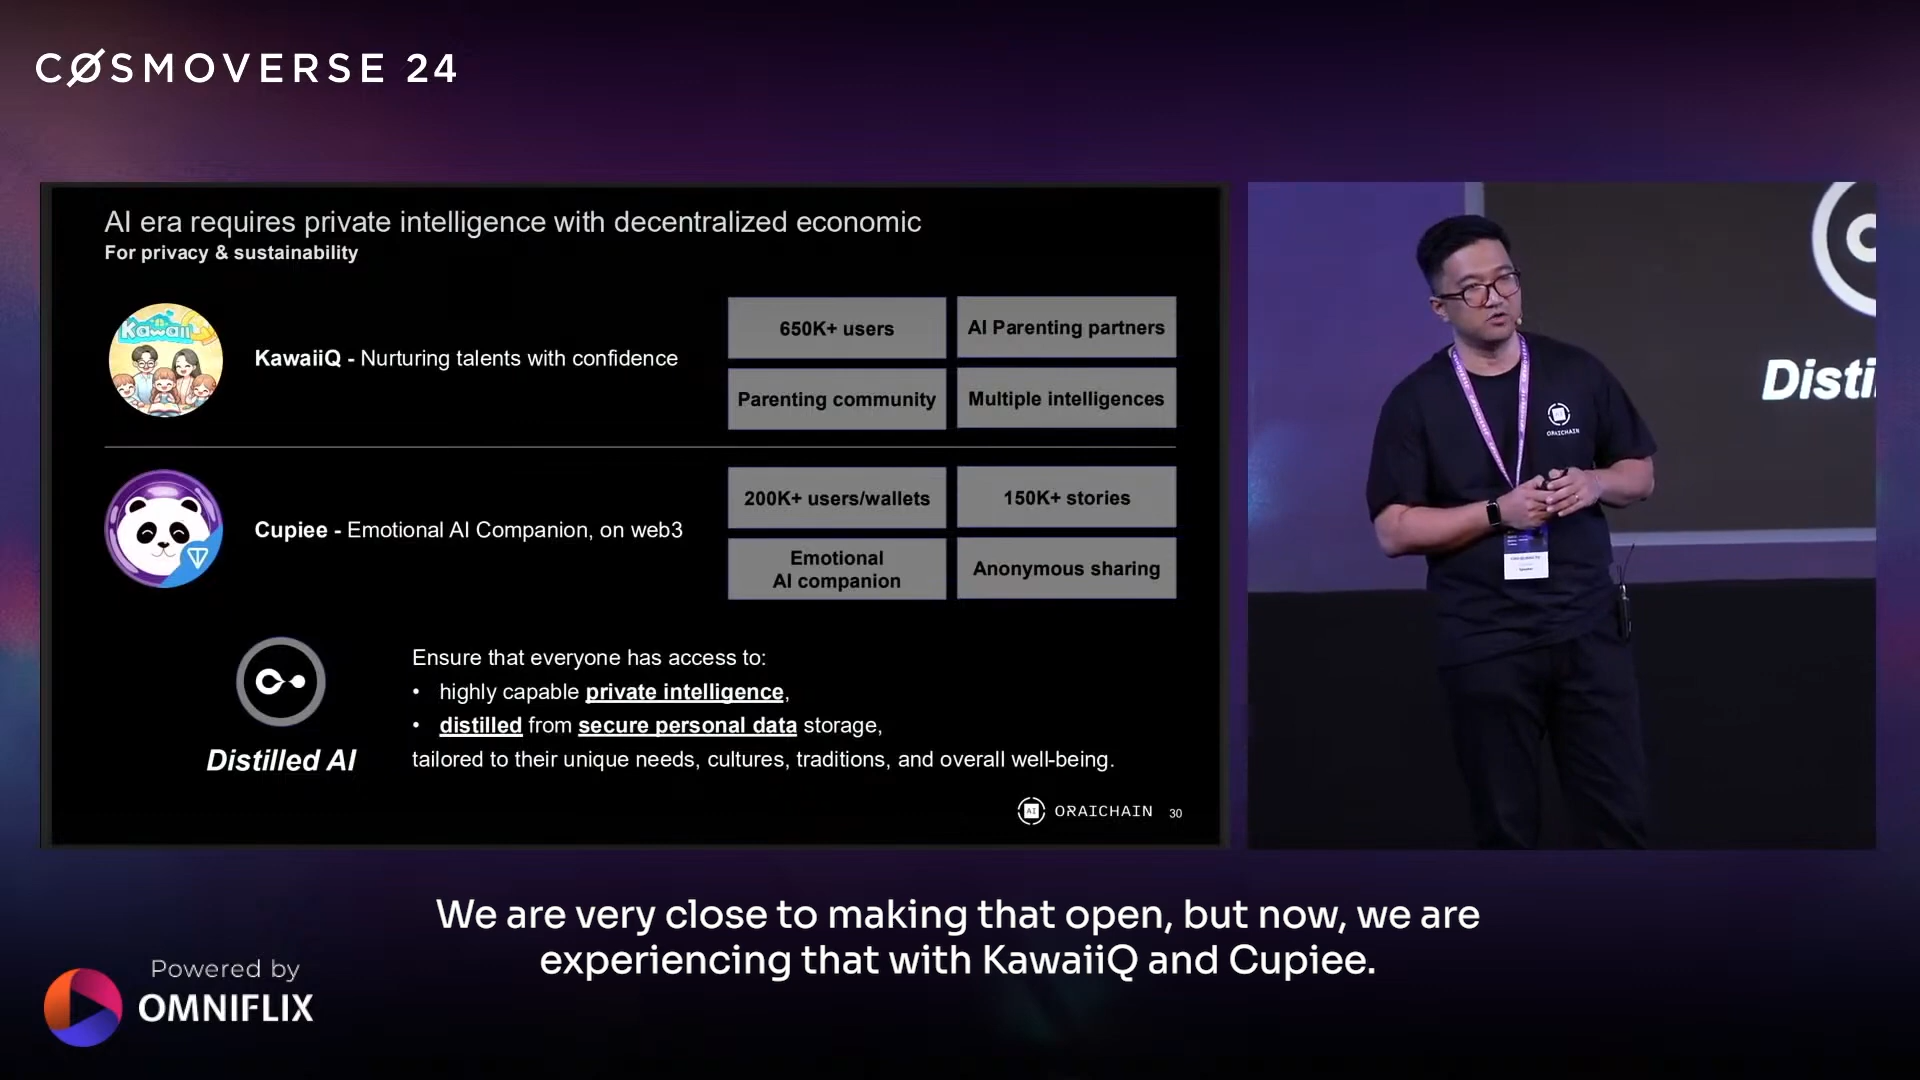 CØSMOVERSE 24
AI era requires private intelligence with decentralized economic
For privacy & sustainability
Kawaii
KawaiiQ - Nurturing talents with confidence
650K+ users
AI Parenting partners
Parenting community
Multiple intelligences
Cupiee - Emotional AI Companion, on web3
200K+ users/wallets
150K+ stories
Emotional
AI companion
Anonymous sharing
Distilled AI
Ensure that everyone has access to:
• highly capable private intelligence,
• distilled from secure personal data storage,
tailored to their unique needs, cultures, traditions, and overall well-being.
AI ORAICHAIN 30
Disti
ORAICHAIN
We are very close to making that open, but now, we are
experiencing that with KawaiiQ and Cupiee.
Powered by
OMNIFLIX